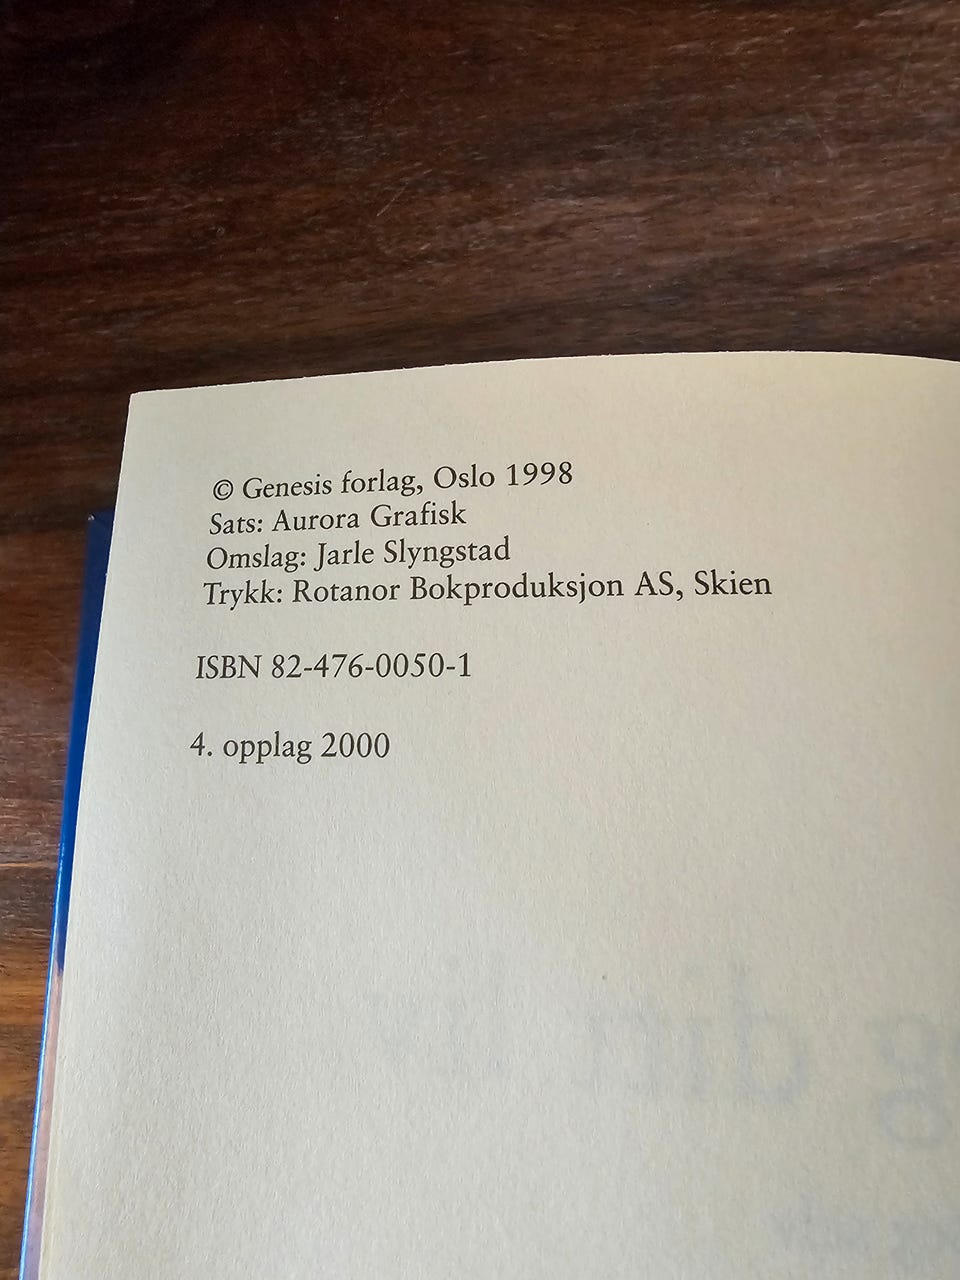 © Genesis forlag, Oslo 1998
Sats: Aurora Grafisk
Omslag: Jarle Slyngstad
Trykk: Rotanor Bokproduksjon AS, Skien
ISBN 82-476-0050-1
4. opplag 2000